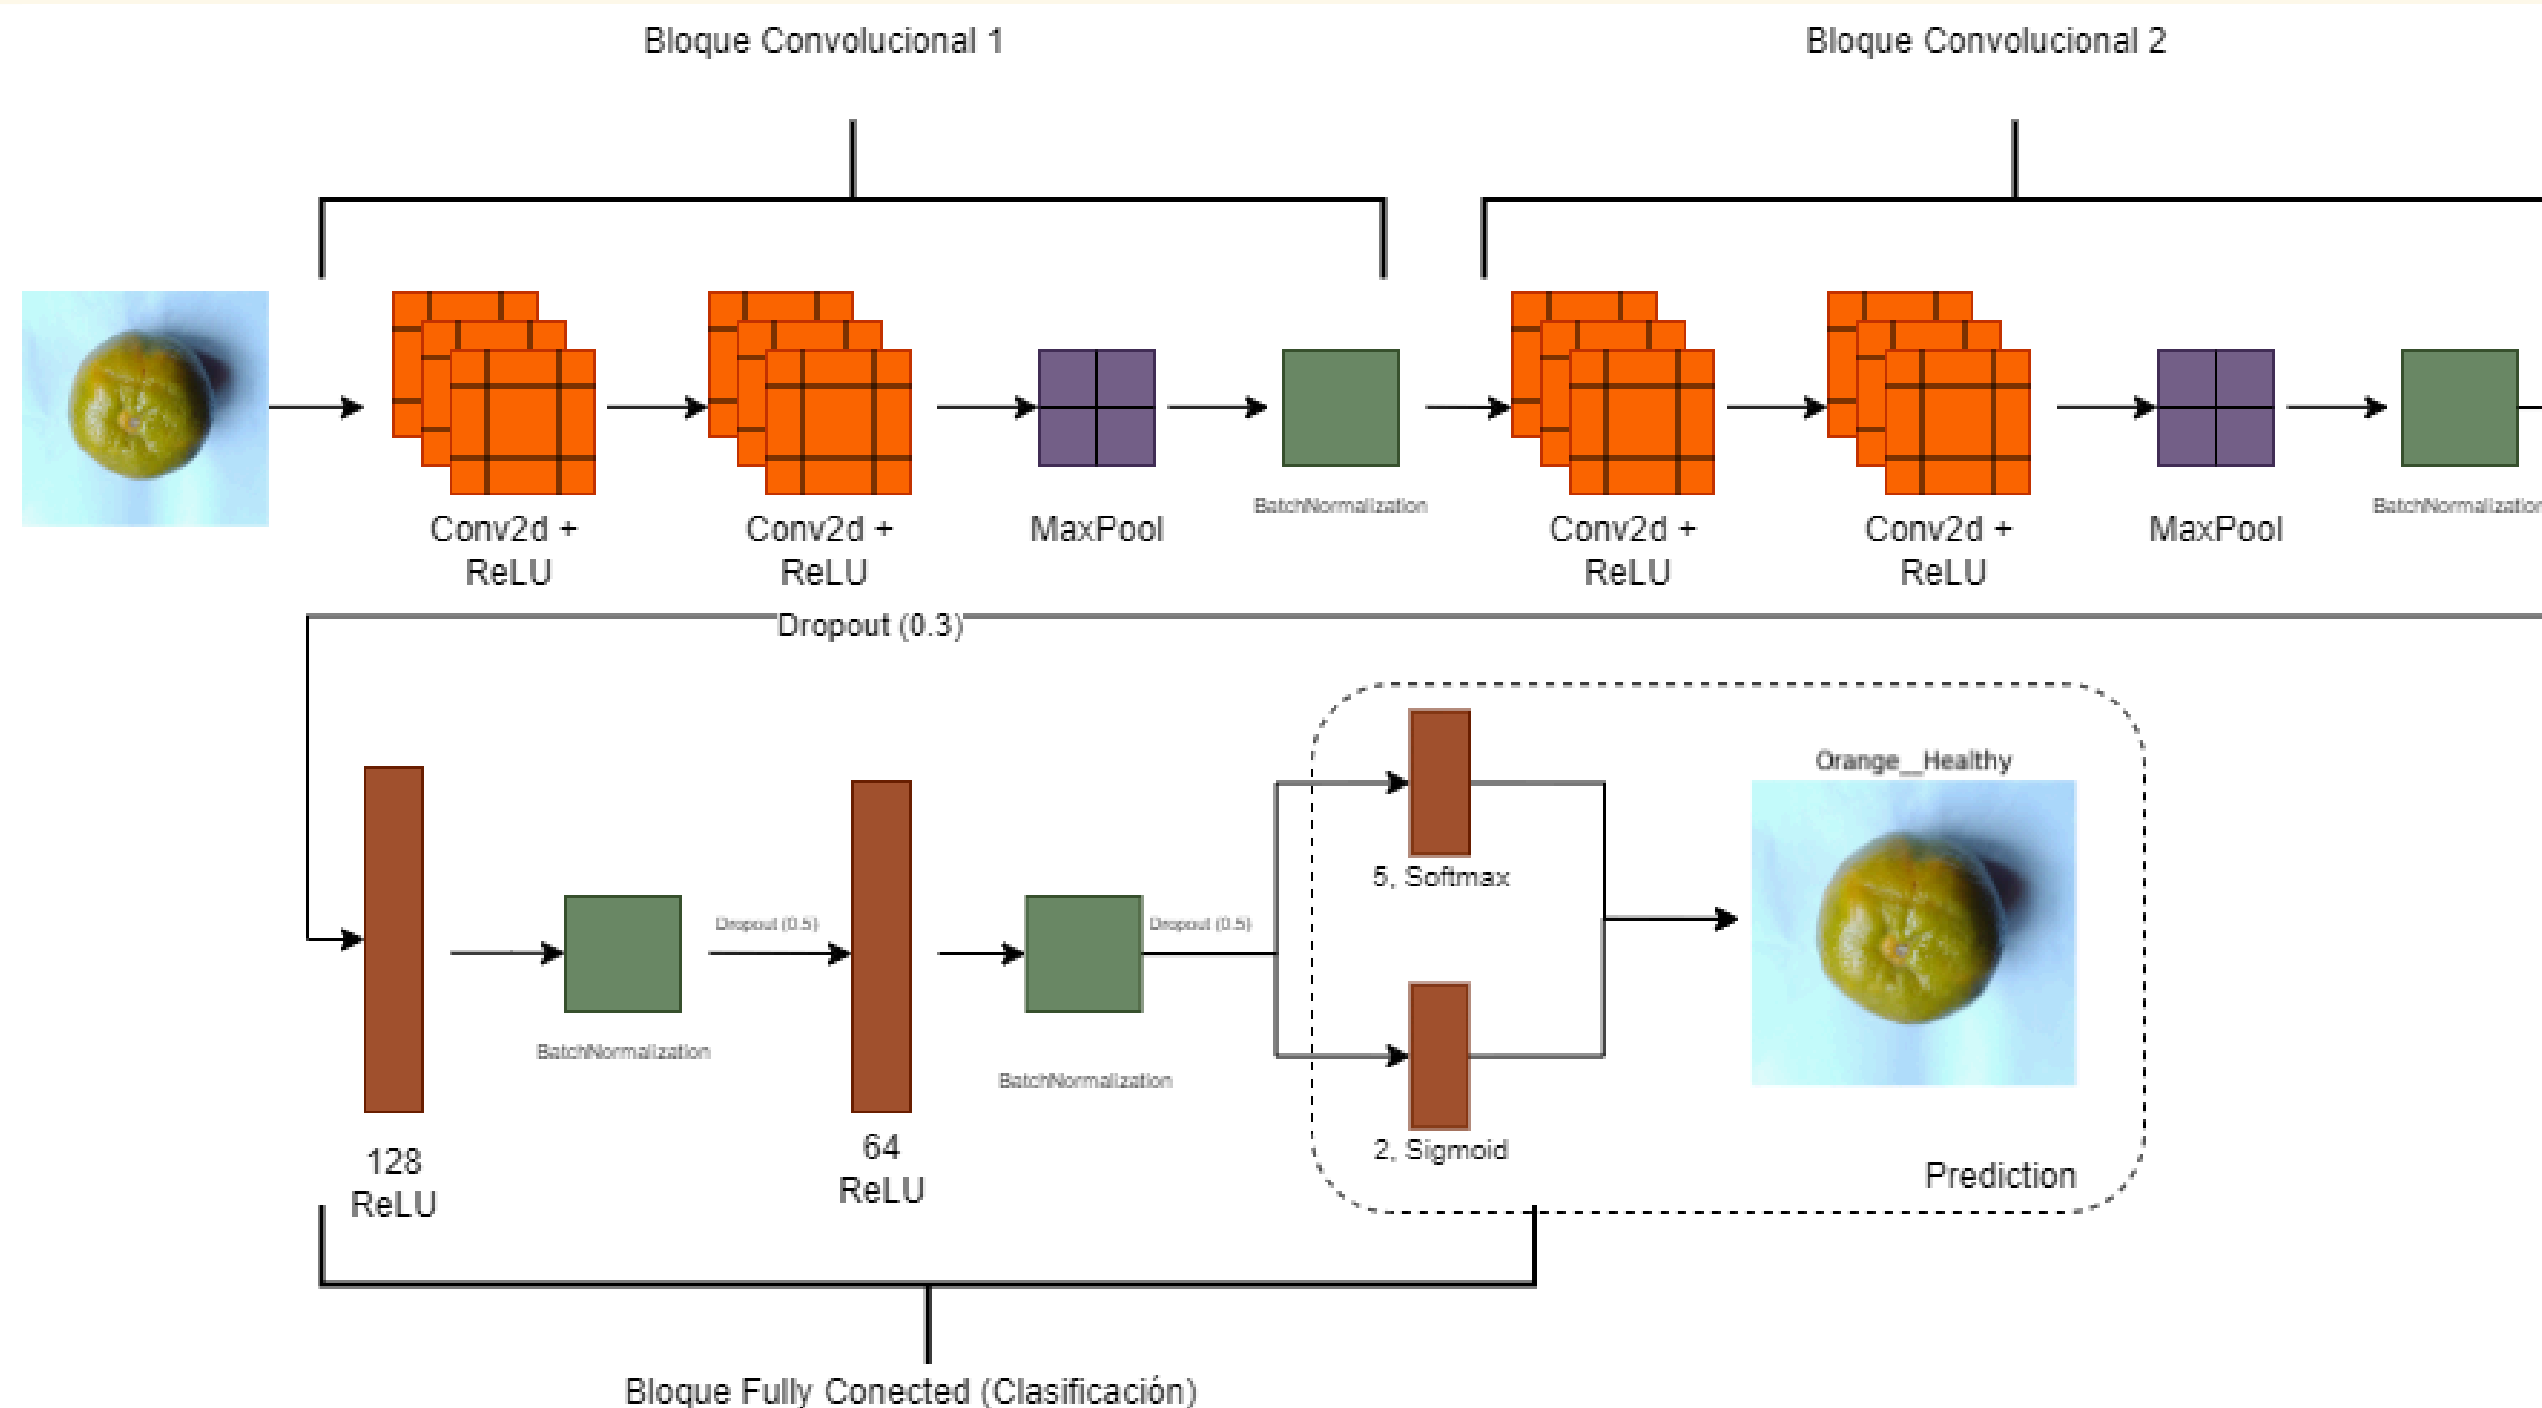 Bloque Convolucional 1
Bloque Convolucional 2
Conv2d +
ReLU
Conv2d +
ReLU
MaxPool
BatchNormalization
Conv2d +
ReLU
Conv2d +
ReLU
MaxPool
BatchNormalization
Dropout (0.3)
128
ReLU
BatchNormalization
Dropout (0.5)
64
ReLU
BatchNormalization
Dropout (0.5)
5, Softmax
2, Sigmoid
Orange__Healthy
Prediction
Bloque Fully Conected (Clasificación)